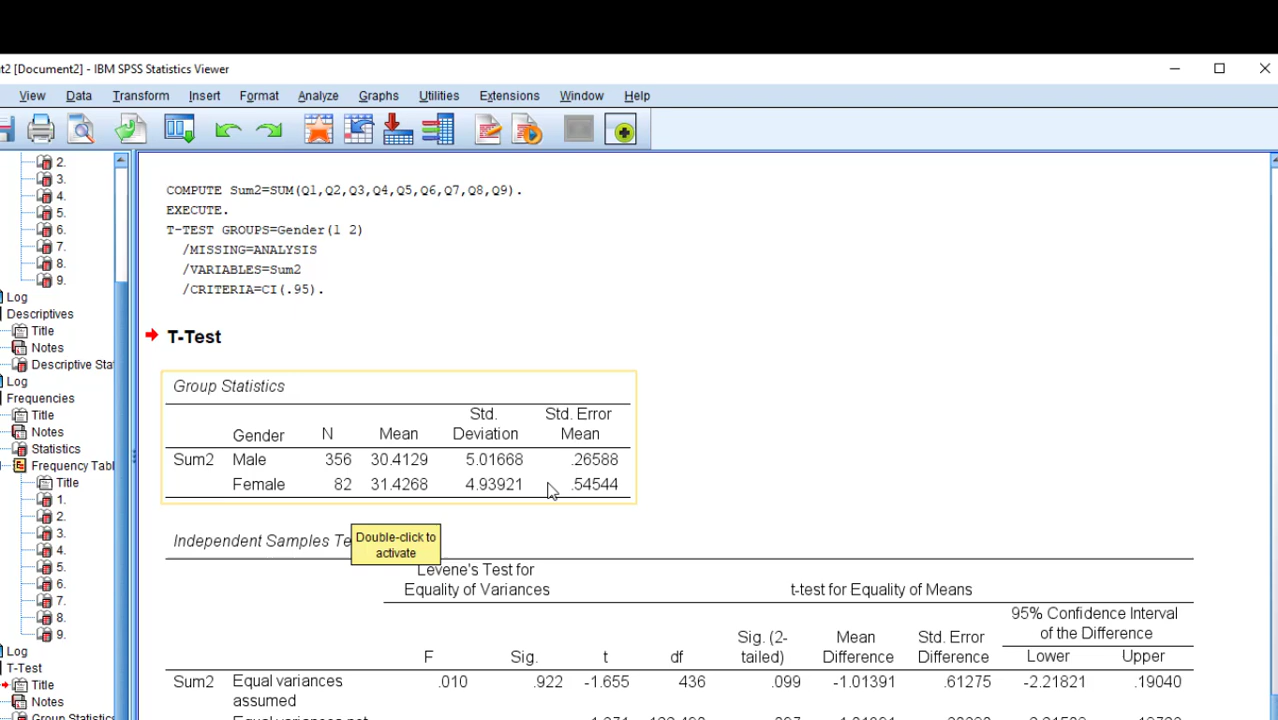 t2 [Document2] - IBM SPSS Statistics Viewer
View Data Transform Insert Format Analyze Graphs Utilities Extensions Window Help
2.
3.
4.
5.
6.
7.
8.
9.
Log
Descriptives
Title
Notes
Descriptive Sta
Log
Frequencies
Title
Notes
Statistics
Frequency Tabl
Title
1.
2.
3.
4.
5.
6.
7.
8.
9.
Log
T-Test
Title
Notes
Group Statistics
COMPUTE Sum2=SUM(Q1,Q2,Q3,Q4,Q5,Q6,Q7,Q8,Q9).
EXECUTE.
T-TEST GROUPS=Gender(1 2)
/MISSING=ANALYSIS
/VARIABLES=Sum2
/CRITERIA=CI(.95).
T-Test
Group Statistics
Gender N Mean Std. Deviation Std. Error Mean
Sum2 Male 356 30.4129 5.01668 .26588
Female 82 31.4268 4.93921 .54544
Independent Samples Te
Double-click to
activate
Levene's Test for
Equality of Variances
t-test for Equality of Means
95% Confidence Interval
of the Difference
F Sig. t df Sig. (2-tailed) Mean Difference Std. Error Difference Lower Upper
Sum2 Equal variances assumed .010 .922 -1.655 436 .099 -1.01391 .61275 -2.21821 .19040